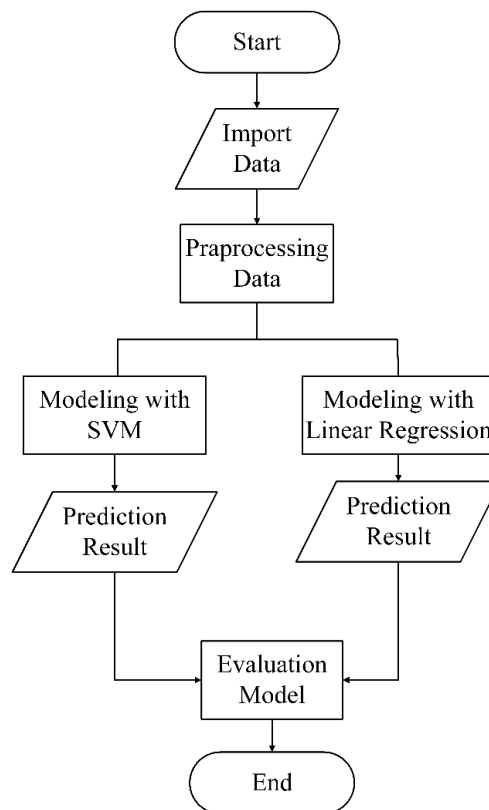 Start
Import
Data
Praprocessing
Data
Modeling with
SVM
Modeling with
Linear Regression
Prediction
Result
Prediction
Result
Evaluation
Model
End